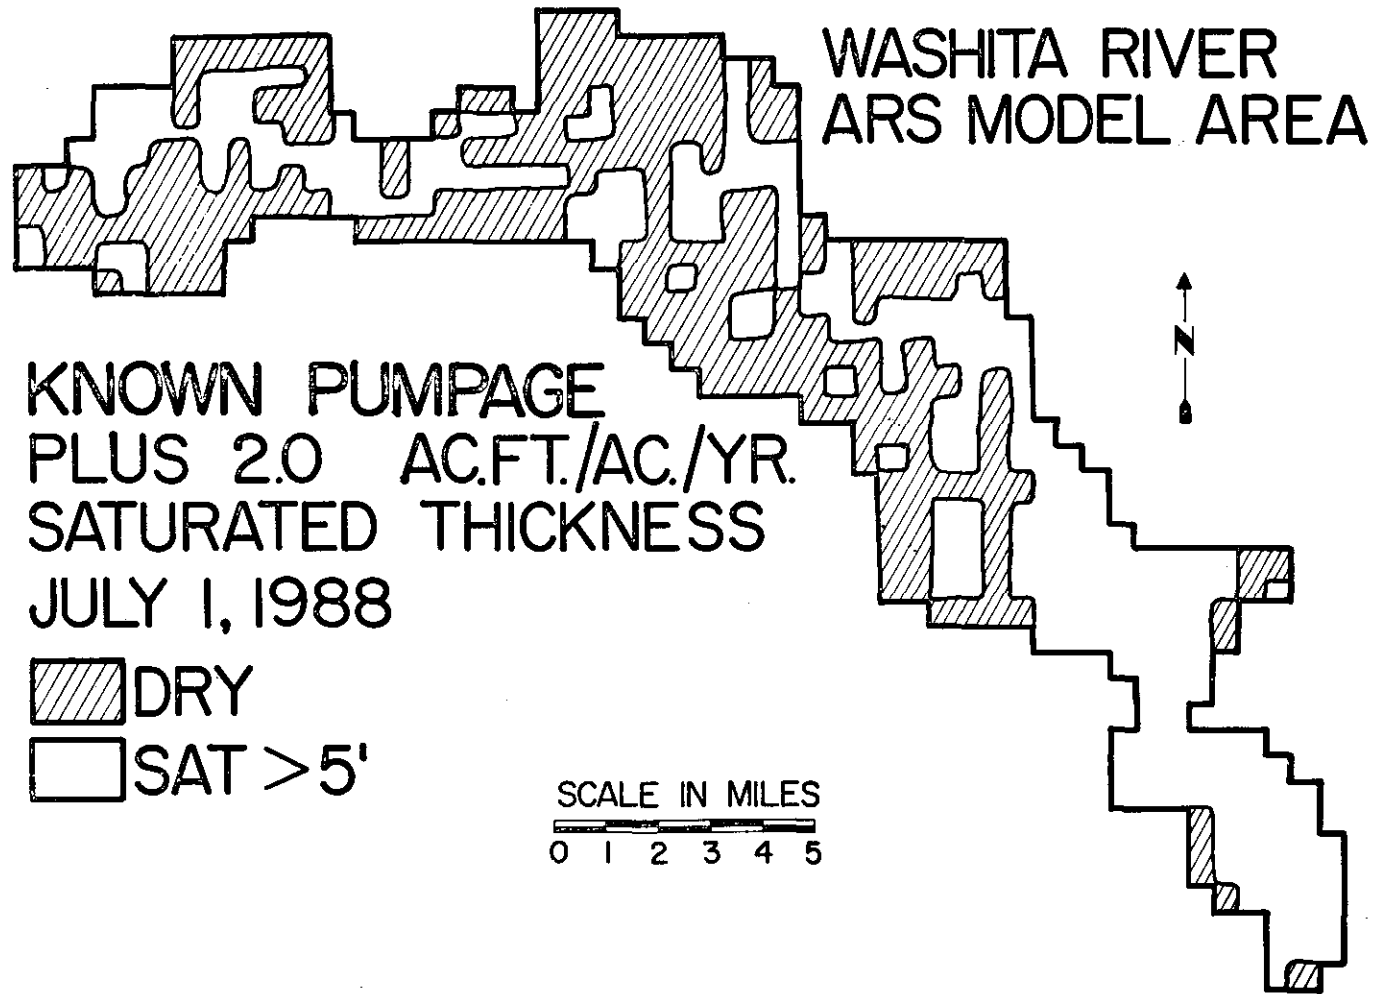 WASHITA RIVER
ARS MODEL AREA
N
KNOWN PUMPAGE
PLUS 2.0 AC.FT./AC./YR.
SATURATED THICKNESS
JULY 1, 1988
DRY
SAT >5'
SCALE IN MILES
0 1 2 3 4 5